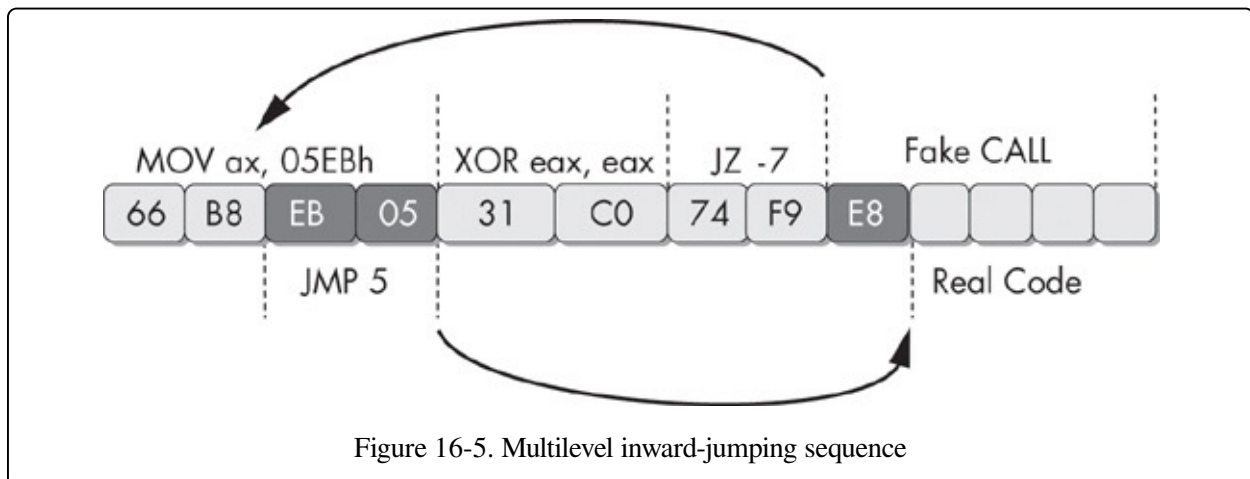 MOV ax, 05EBh XOR eax, eax JZ -7 Fake CALL
66 B8 EB 05 31 C0 74 F9 E8
JMP 5 Real Code
Figure 16-5. Multilevel inward-jumping sequence